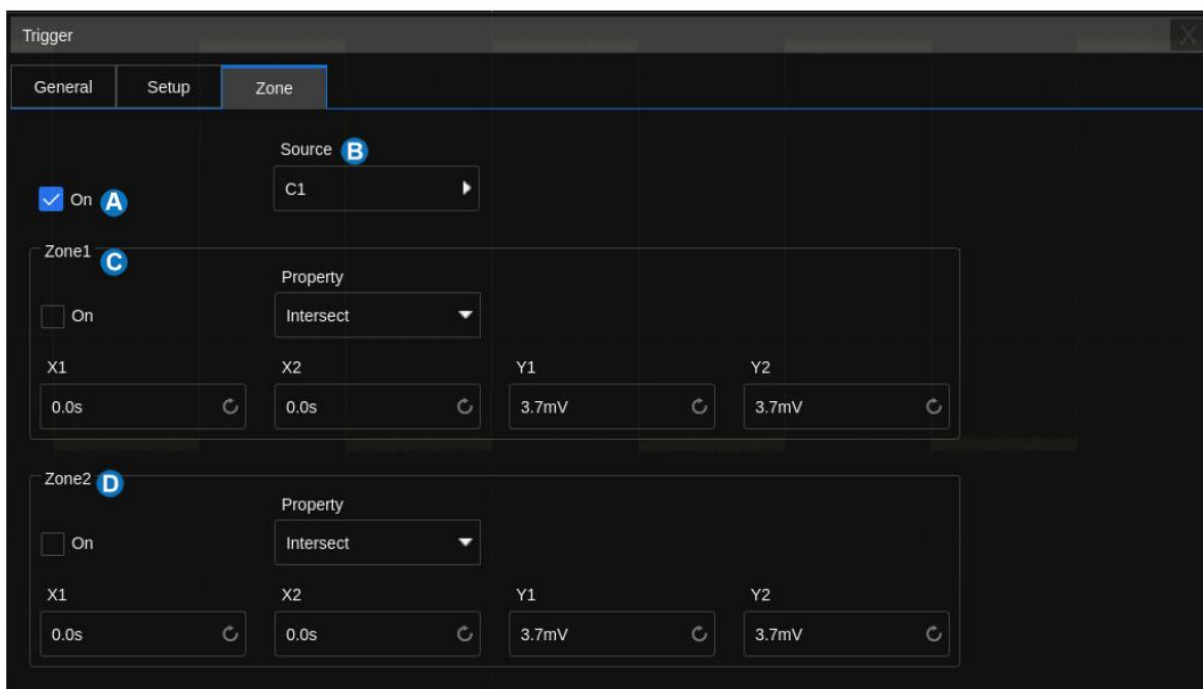 Trigger X
General Setup Zone
Source B
C1
On A
Zone1 C
Property
On Intersect
X1 X2 Y1 Y2
0.0s 0.0s 3.7mV 3.7mV
Zone2 D
Property
On Intersect
X1 X2 Y1 Y2
0.0s 0.0s 3.7mV 3.7mV